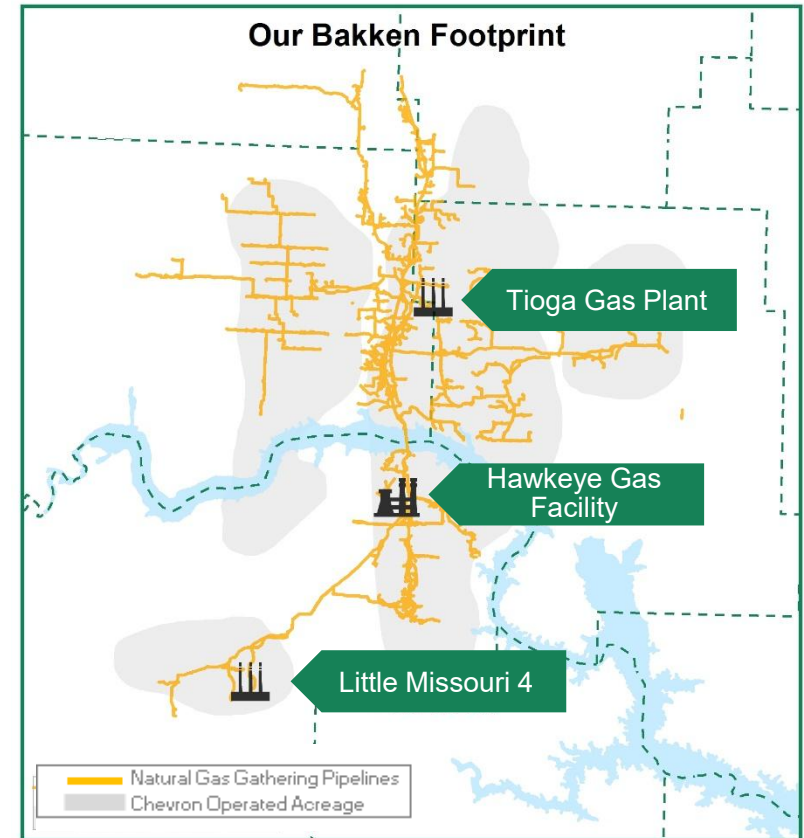 Our Bakken Footprint
Tioga Gas Plant
Hawkeye Gas
Facility
Little Missouri 4
Natural Gas Gathering Pipelines
Chevron Operated Acreage